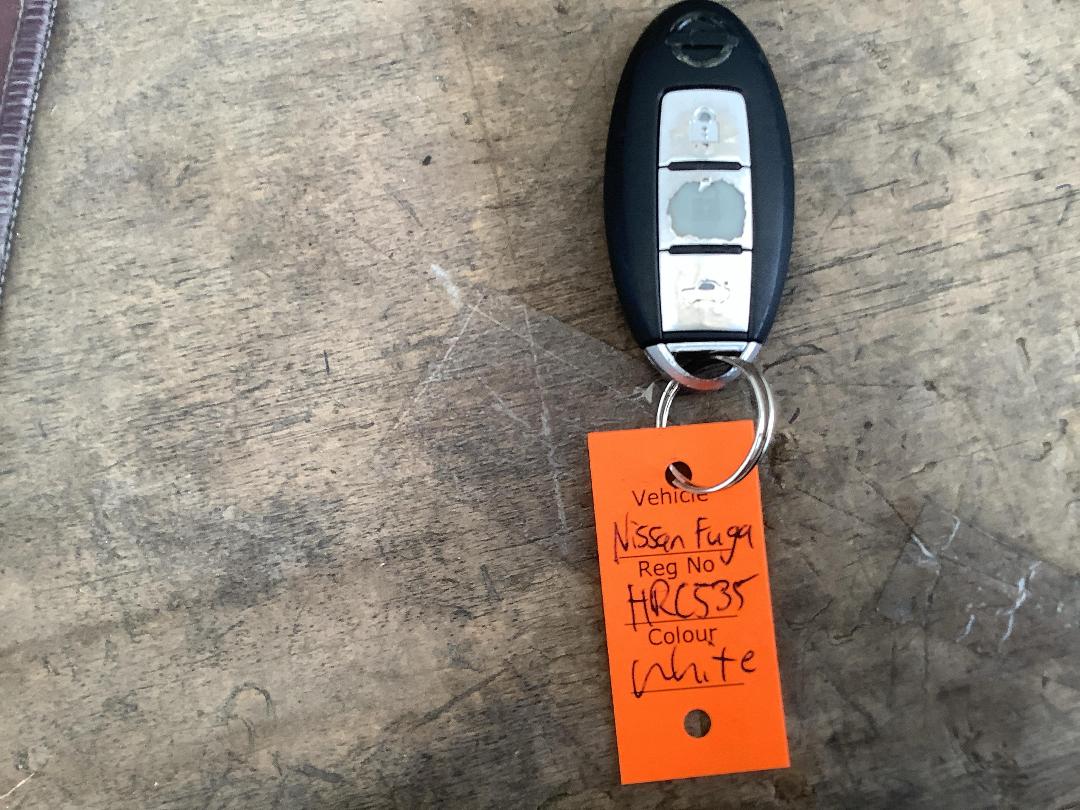 Vehicle
Nissan Fuga
Reg No
HRC535
Colour
White